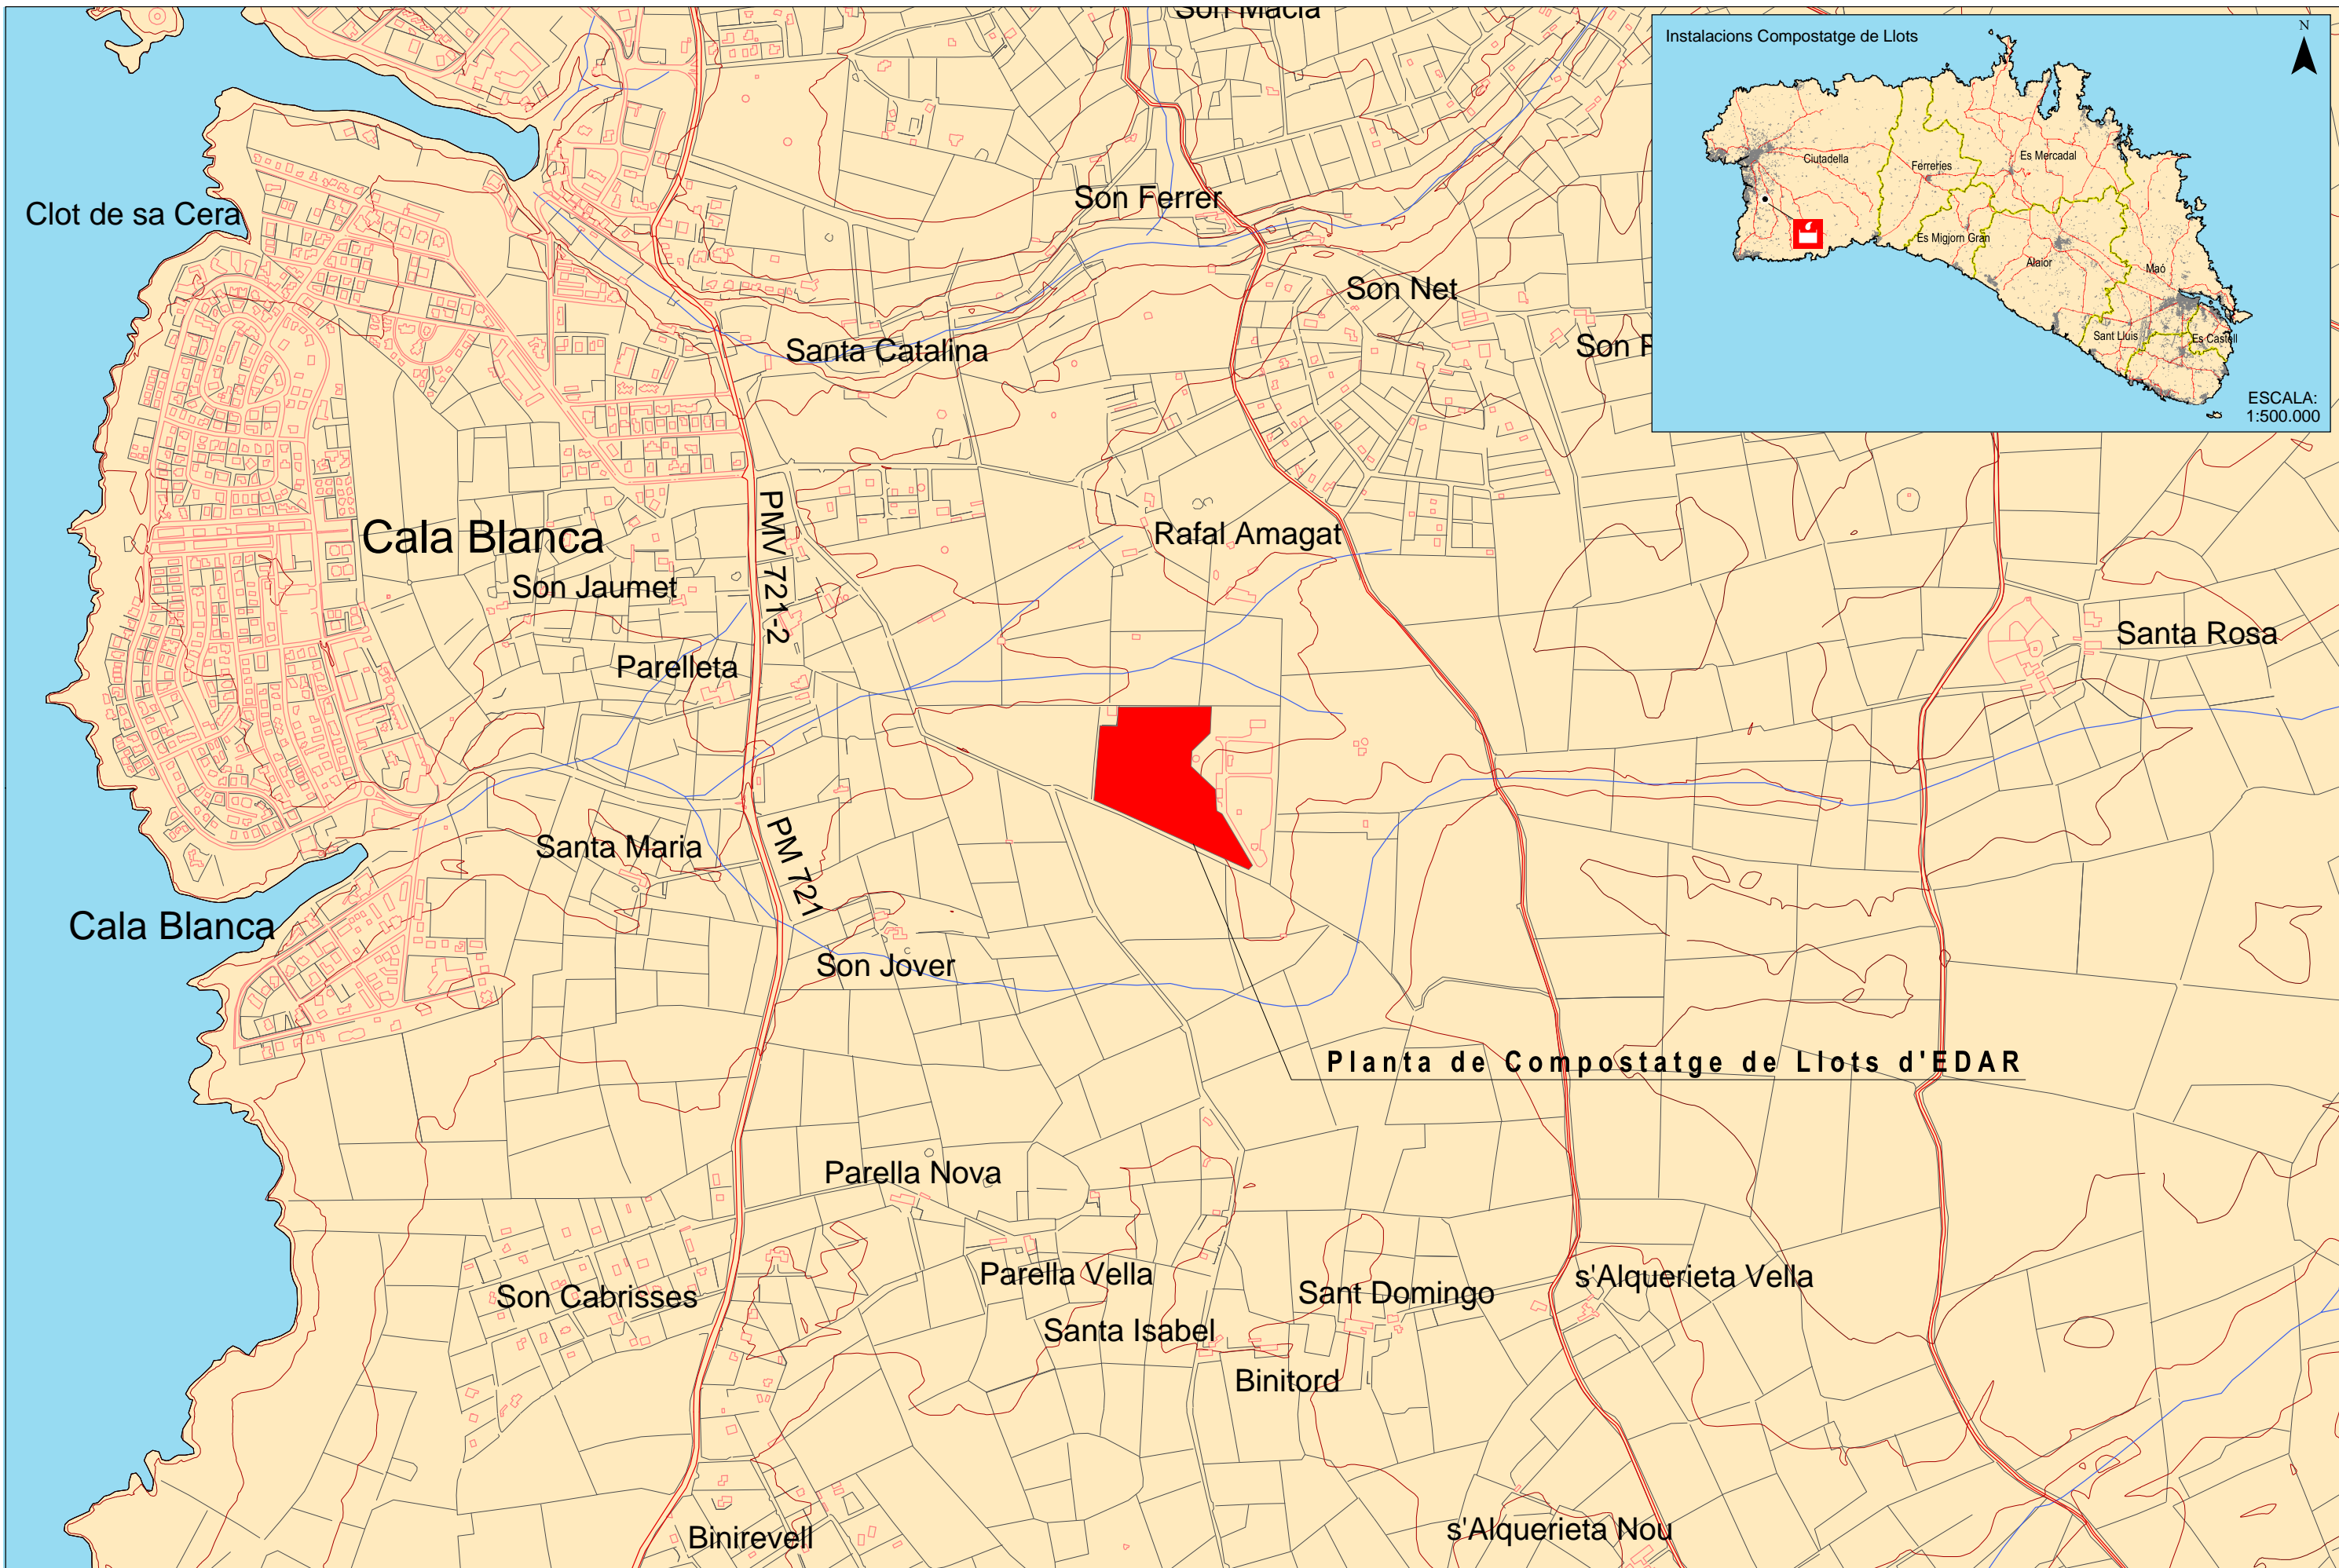 Son Macia
Instalacions Compostatge de Llots
N
Ciutadella
Ferreries
Es Mercadal
Es Migjorn Gran
Alaior
Maó
Sant Lluis
Es Castell
ESCALA:
1:500.000
Clot de sa Cera
Son Ferrer
Son Net
Santa Catalina
Son
PMV 721-2
Cala Blanca
Rafal Amagat
Son Jaumet
Santa Rosa
Parelleta
Santa Maria
PM 721
Cala Blanca
Son Jover
Planta de Compostatge de Llots d'EDAR
Parella Nova
Parella Vella
s'Alquerieta Vella
Son Cabrisses
Sant Domingo
Santa Isabel
Binitord
Binirevell
s'Alquerieta Nou